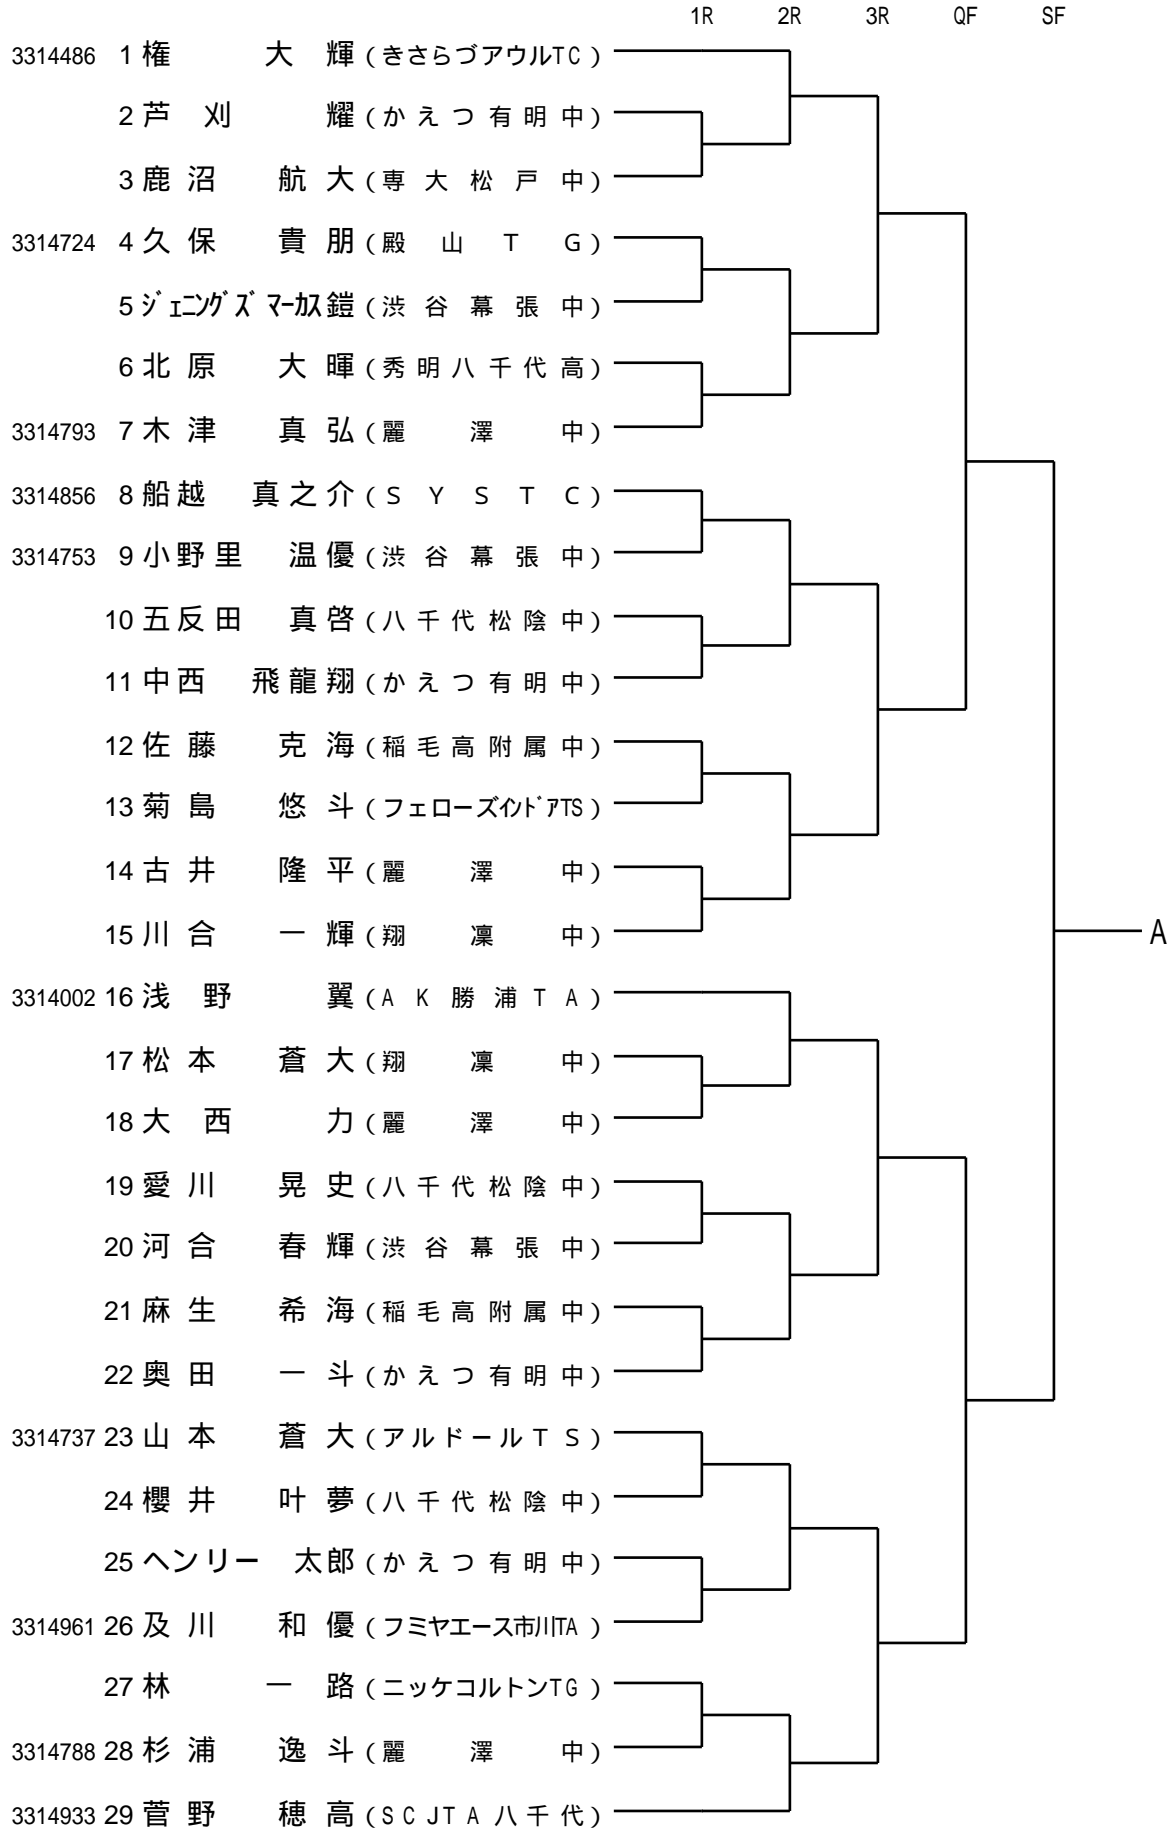 1R 2R 3R QF SF
3314486 1 権 大 輝 (きさらづアウルTC)
2 芦 刈 耀 (かえつ有明中)
3 鹿沼 航大 (専大松戸中)
3314724 4 久保 貴朋 (殿山TG)
5 ジェニングズ マーカス鎧 (渋谷幕張中)
6 北原 大暉 (秀明八千代高)
3314793 7 木津 真弘 (麗澤中)
3314856 8 船越 真之介 (SYSTC)
3314753 9 小野里 温優 (渋谷幕張中)
10 五反田 真啓 (八千代松陰中)
11 中西 飛龍翔 (かえつ有明中)
12 佐藤 克海 (稲毛高附属中)
13 菊島 悠斗 (フェローズインドアTS)
14 古井 隆平 (麗澤中)
15 川合 一輝 (翔凜中)
A
3314002 16 浅野 翼 (AK勝浦TA)
17 松本 蒼大 (翔凜中)
18 大西 力 (麗澤中)
19 愛川 晃史 (八千代松陰中)
20 河合 春輝 (渋谷幕張中)
21 麻生 希海 (稲毛高附属中)
22 奥田 一斗 (かえつ有明中)
3314737 23 山本 蒼大 (アルドールTS)
24 櫻井 叶夢 (八千代松陰中)
25 ヘンリー 太郎 (かえつ有明中)
3314961 26 及川 和優 (フミヤエース市川TA)
27 林 一路 (ニッケコルトンTG)
3314788 28 杉浦 逸斗 (麗澤中)
3314933 29 菅野 穂高 (SCJTA八千代)